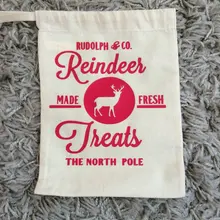 RUDOLPH & CO.
Reindeer
MADE FRESH
Treats
THE NORTH POLE